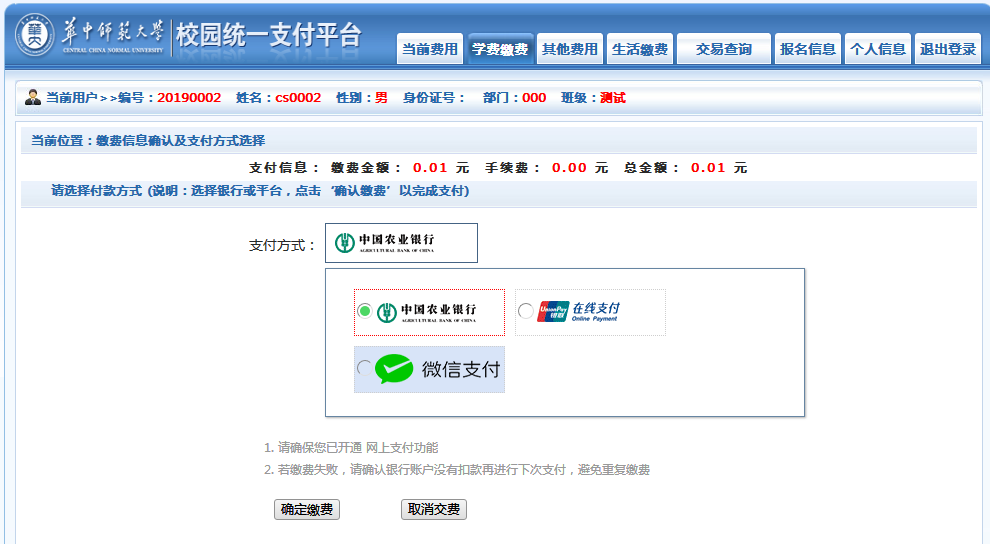 华中师范大学 校园统一支付平台
CENTRAL CHINA NORMAL UNIVERSITY
当前费用 学费缴费 其他费用 生活缴费 交易查询 报名信息 个人信息 退出登录
当前用户>>编号：20190002 姓名：cs0002 性别：男 身份证号： 部门：000 班级：测试
当前位置：缴费信息确认及支付方式选择
支付信息： 缴费金额： 0.01 元 手续费： 0.00 元 总金额： 0.01 元
请选择付款方式 (说明：选择银行或平台，点击‘确认缴费’以完成支付)
支付方式： 中国农业银行
AGRICULTURAL BANK OF CHINA
中国农业银行
AGRICULTURAL BANK OF CHINA
UnionPay 银联 在线支付
Online Payment
微信支付
1. 请确保您已开通 网上支付功能
2. 若缴费失败，请确认银行账户没有扣款再进行下次支付，避免重复缴费
确定缴费 取消交费